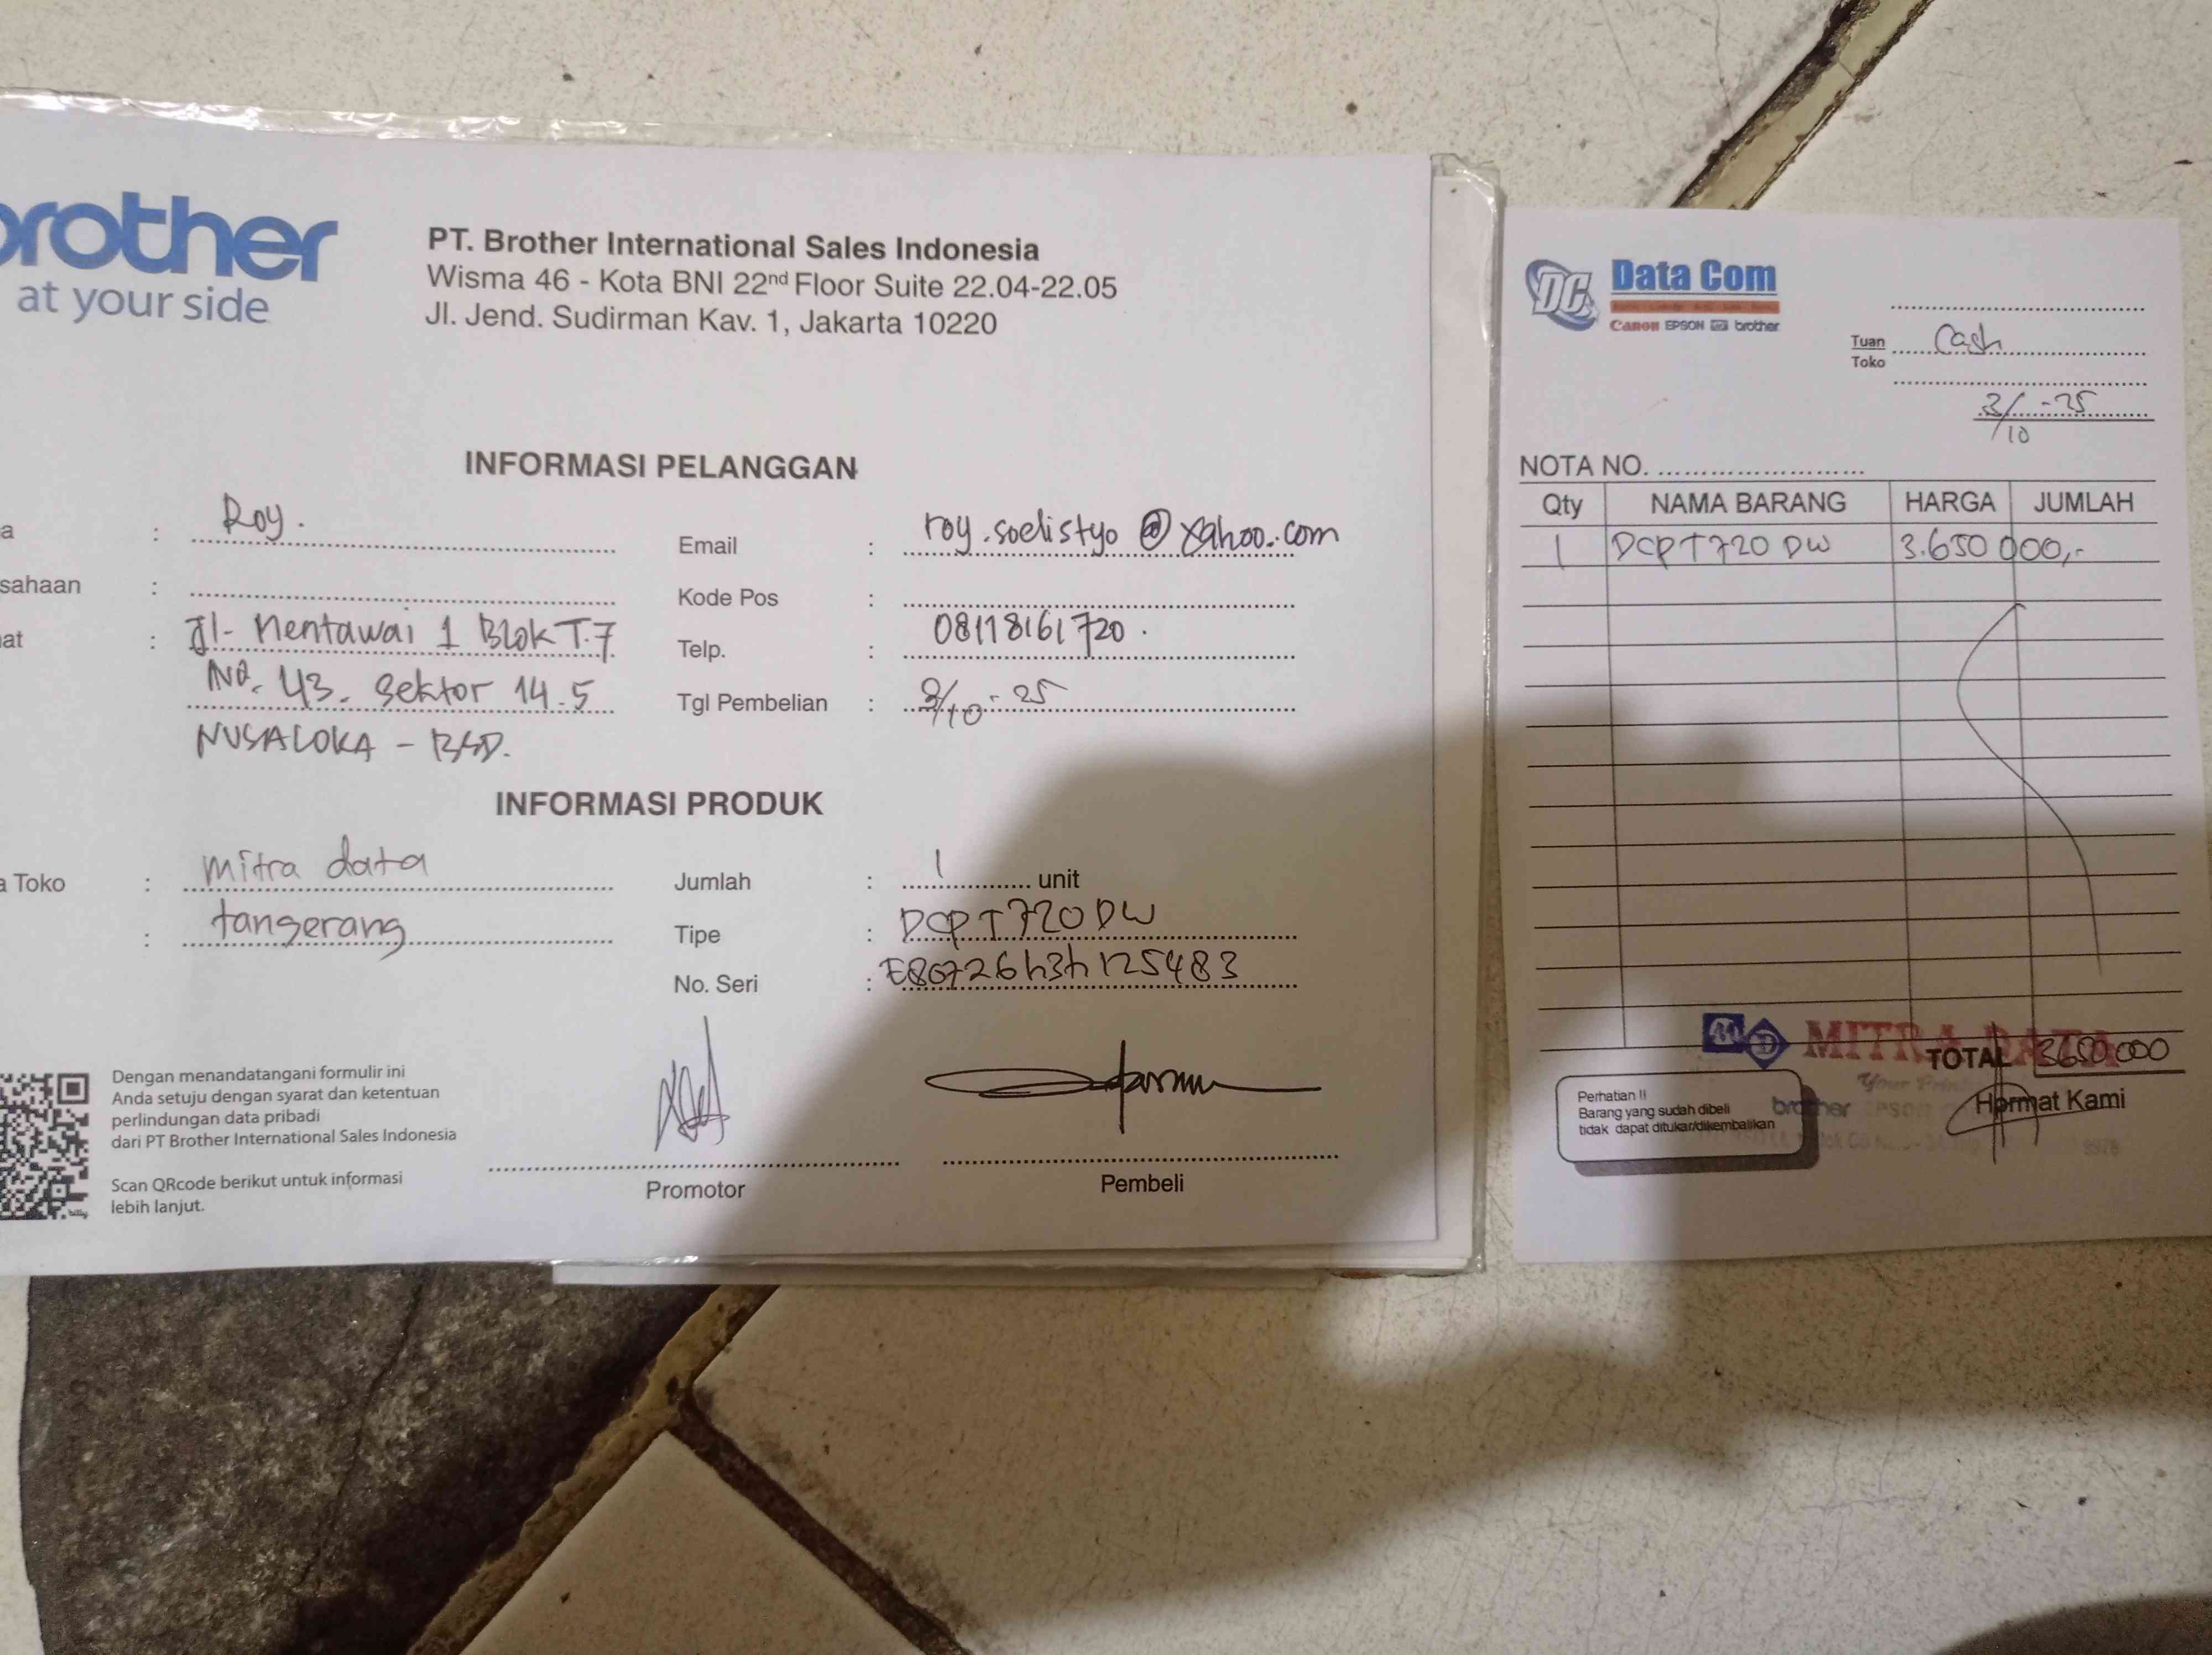 brother
at your side
PT. Brother International Sales Indonesia
Wisma 46 - Kota BNI 22nd Floor Suite 22.04-22.05
Jl. Jend. Sudirman Kav. 1, Jakarta 10220
INFORMASI PELANGGAN
a : Roy.
sahaan :
at : Jl. Mentawai 1 Blok T.7
No. 43. Sektor 14.5
NUSALOKA - BSD.
Email : roy.soelistyo@yahoo.com
Kode Pos :
Telp. : 08118161720.
Tgl Pembelian : 3/10 - 25
INFORMASI PRODUK
a Toko : mitra data
: tangerang
Jumlah : 1 unit
Tipe : DCP T720 DW
No. Seri : E80726h3h125483
Dengan menandatangani formulir ini
Anda setuju dengan syarat dan ketentuan
perlindungan data pribadi
dari PT Brother International Sales Indonesia
Scan QRcode berikut untuk informasi
lebih lanjut.
Promotor
Pembeli
DC Data Com
Canon EPSON hp brother
Tuan
Toko
Cash
3/10 - 25
NOTA NO.
Qty NAMA BARANG HARGA JUMLAH
1 DCP T720 DW 3.650 000,-
MD MITRA DATA
TOTAL 3650 000
Your
brother EPSON
Hormat Kami
Perhatian !!
Barang yang sudah dibeli
tidak dapat ditukar/dikembalikan